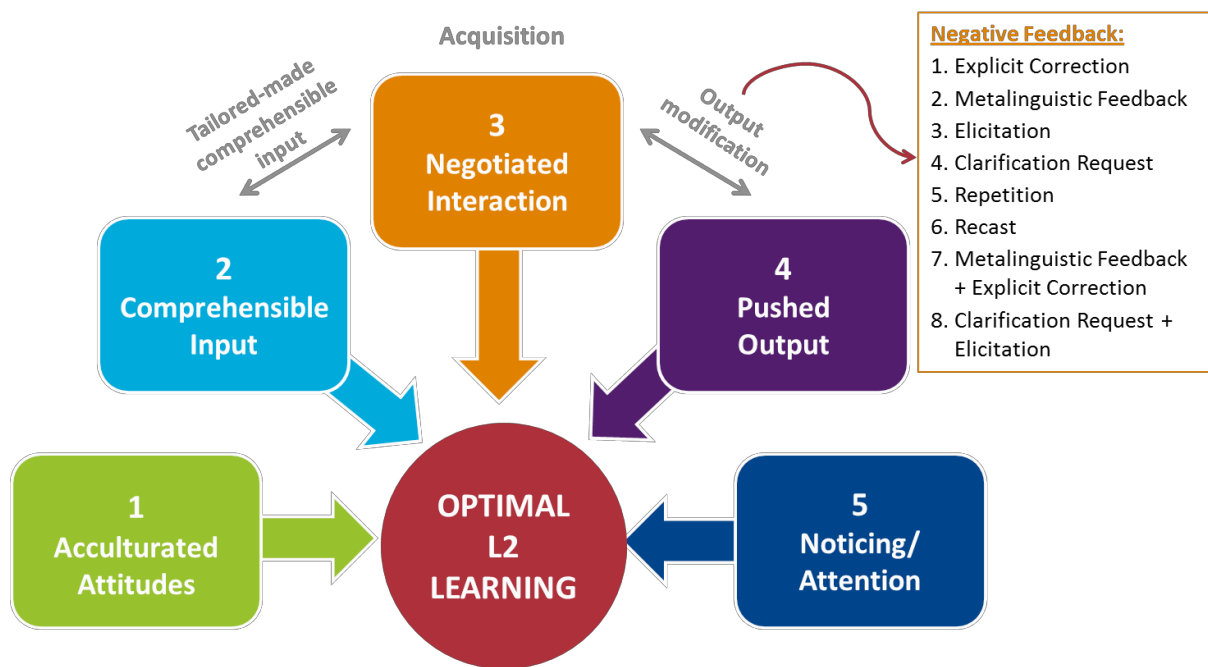 Acquisition
Tailored-made
comprehensible
input
Output
modification
Negative Feedback:
1. Explicit Correction
2. Metalinguistic Feedback
3. Elicitation
4. Clarification Request
5. Repetition
6. Recast
7. Metalinguistic Feedback
+ Explicit Correction
8. Clarification Request +
Elicitation
3
Negotiated
Interaction
2
Comprehensible
Input
4
Pushed
Output
1
Acculturated
Attitudes
OPTIMAL
L2
LEARNING
5
Noticing/
Attention